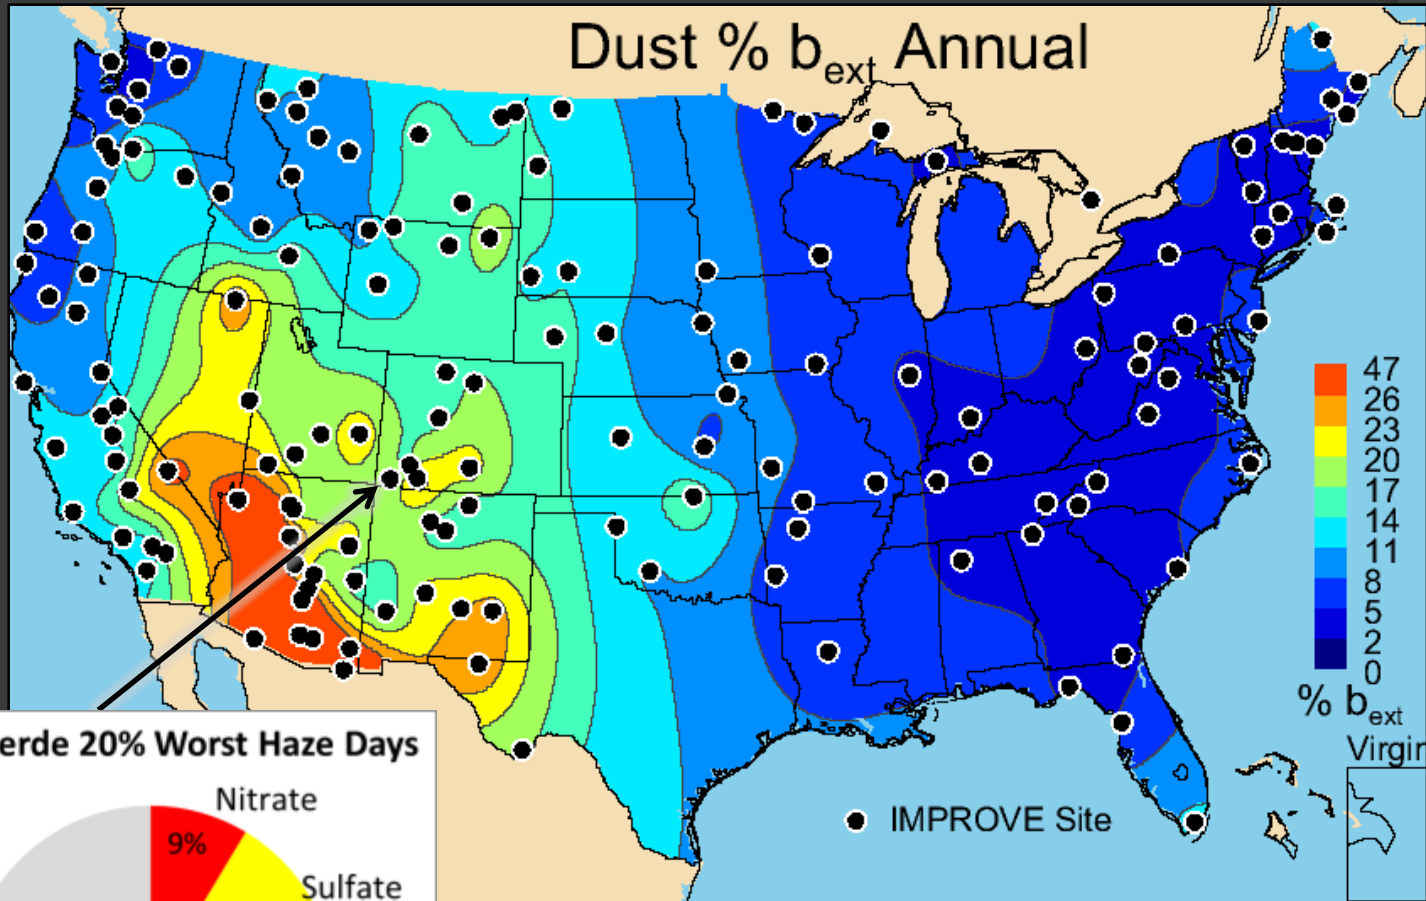 Dust % bext Annual
47
26
23
20
17
14
11
8
5
2
0
% bext
Virgin
IMPROVE Site
erde 20% Worst Haze Days
Nitrate
9%
Sulfate